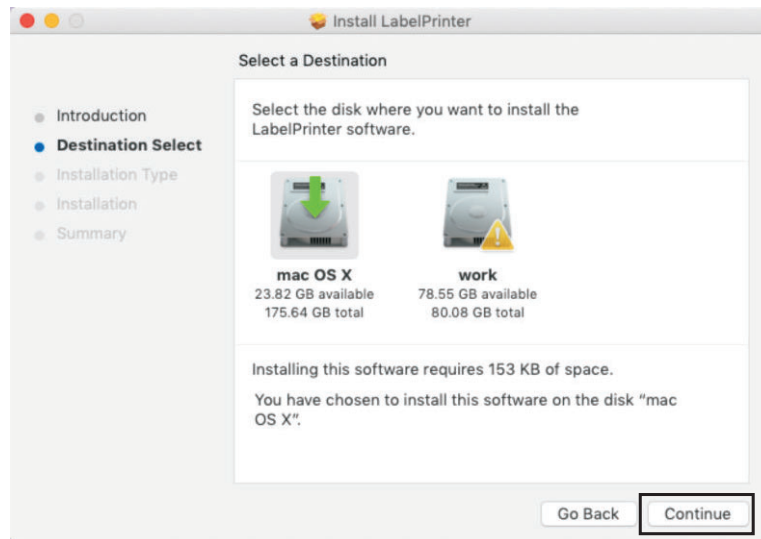 Install LabelPrinter
Select a Destination
Introduction
Destination Select
Installation Type
Installation
Summary
Select the disk where you want to install the
LabelPrinter software.
mac OS X
23.82 GB available
175.64 GB total
work
78.55 GB available
80.08 GB total
Installing this software requires 153 KB of space.
You have chosen to install this software on the disk “mac
OS X”.
Go Back
Continue